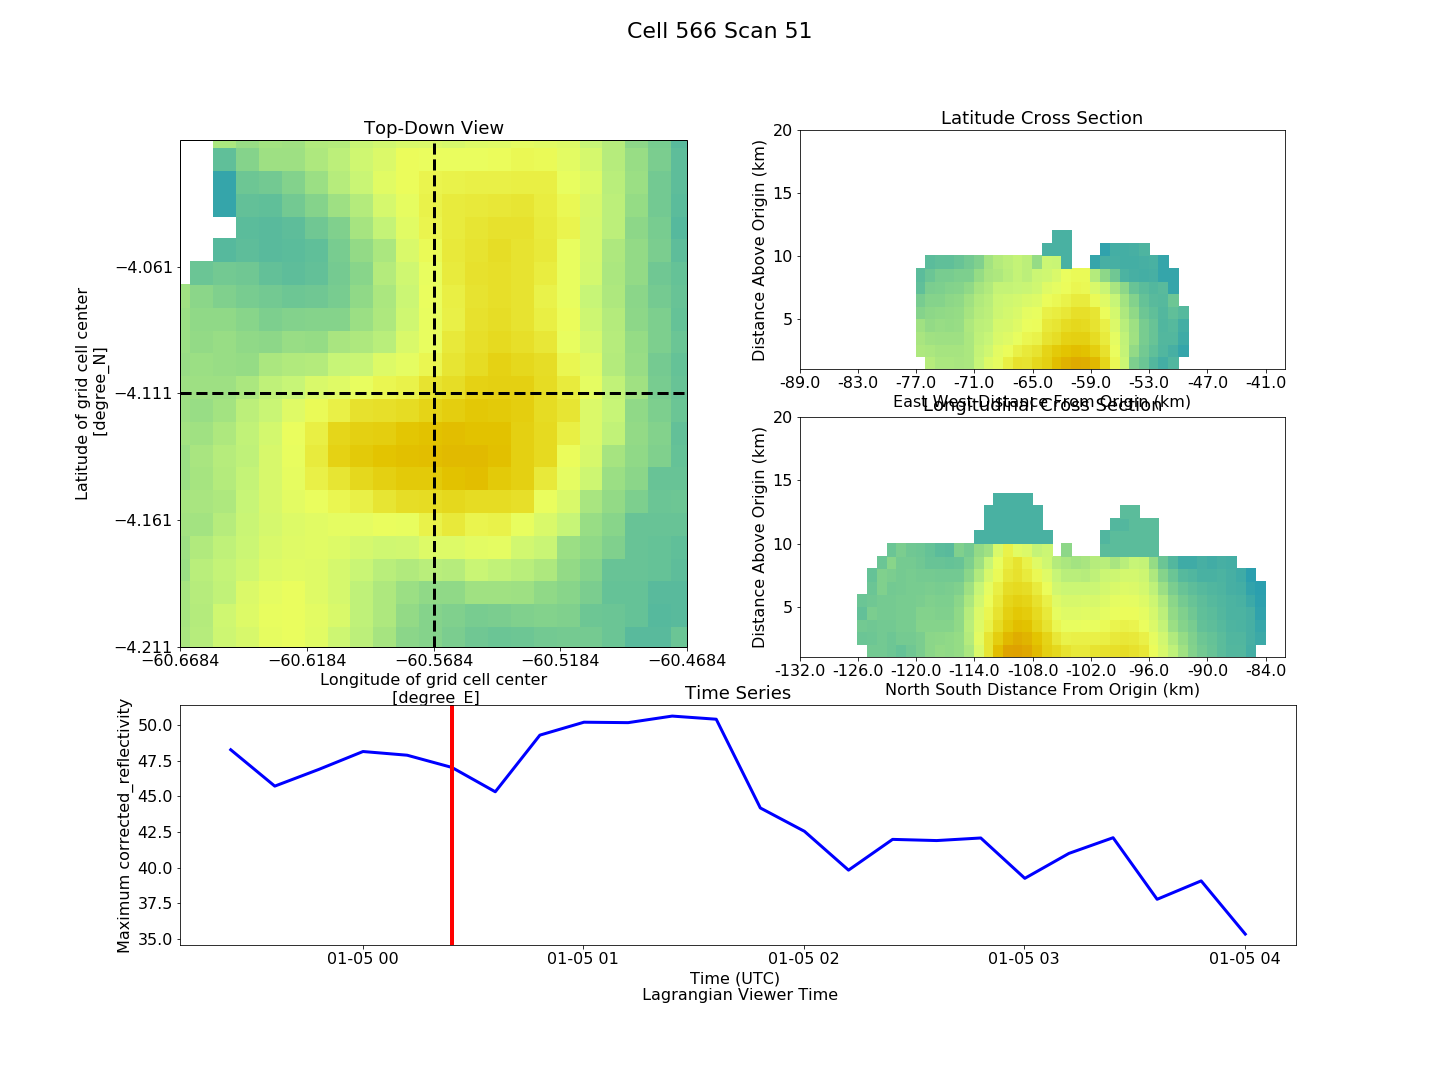 Cell 566 Scan 51
Top-Down View
−4.061
−4.111
−4.161
−4.211
Latitude of grid cell center
[degree_N]
−60.6684 −60.6184 −60.5684 −60.5184 −60.4684
Longitude of grid cell center
[degree_E]
Latitude Cross Section
20
15
10
5
Distance Above Origin (km)
-89.0 -83.0 -77.0 -71.0 -65.0 -59.0 -53.0 -47.0 -41.0
East West Distance From Origin (km)
Longitudinal Cross Section
20
15
10
5
Distance Above Origin (km)
-132.0 -126.0 -120.0 -114.0 -108.0 -102.0 -96.0 -90.0 -84.0
North South Distance From Origin (km)
Time Series
50.0
47.5
45.0
42.5
40.0
37.5
35.0
Maximum corrected_reflectivity
01-05 00 01-05 01 01-05 02 01-05 03 01-05 04
Time (UTC)
Lagrangian Viewer Time